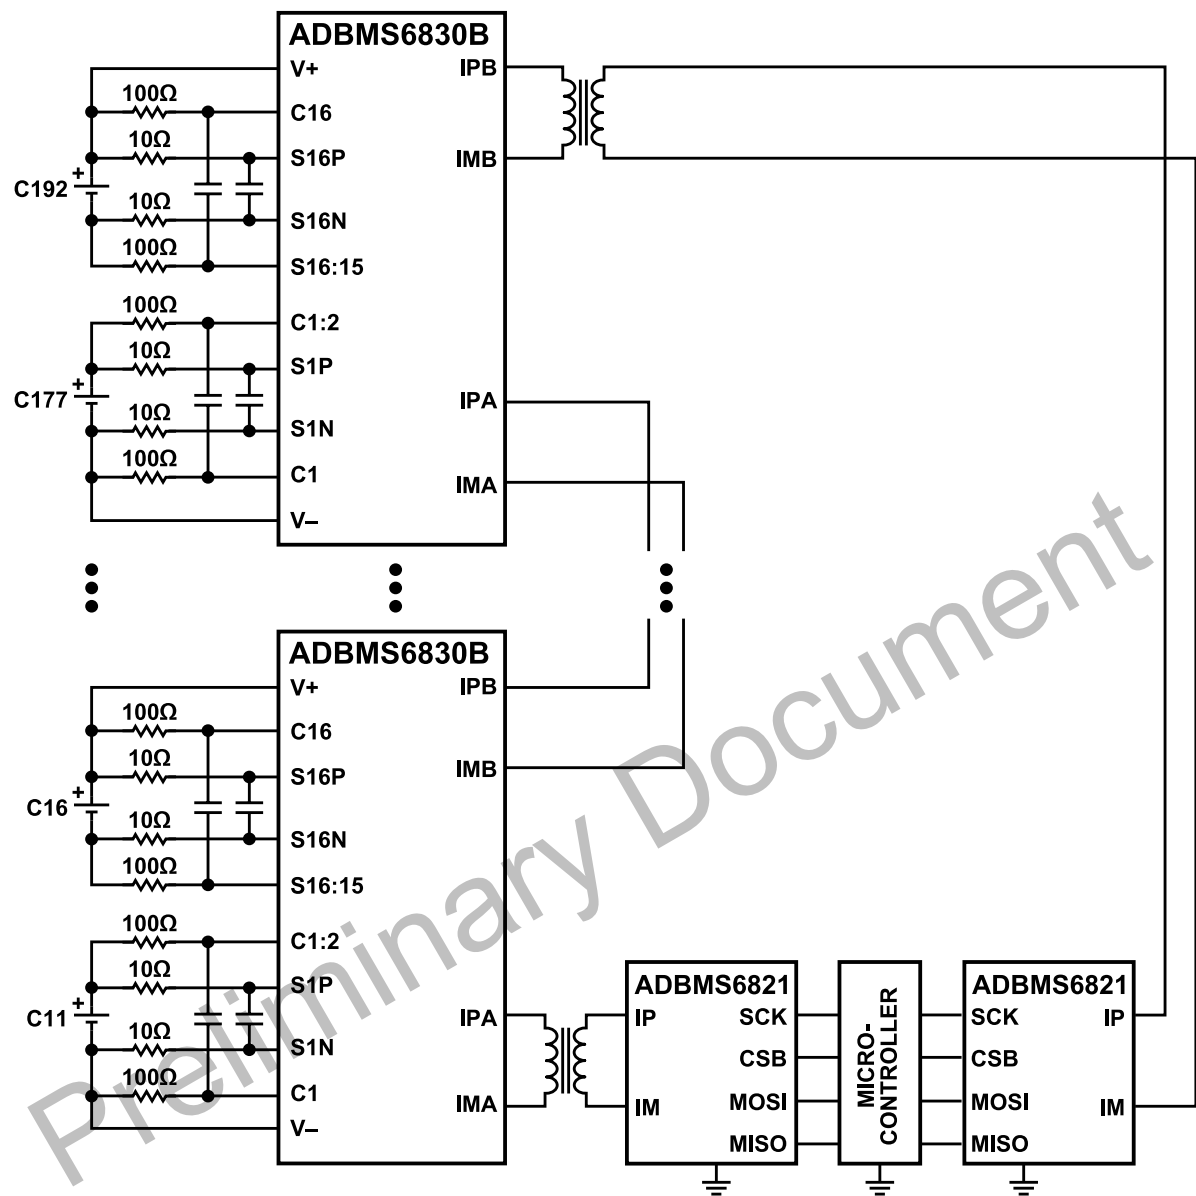 ADBMS6830B
V+
IPB
100Ω
C16
10Ω
S16P
IMB
C192
+
10Ω
S16N
100Ω
S16:15
100Ω
C1:2
10Ω
S1P
C177
+
IPA
10Ω
S1N
100Ω
C1
IMA
V–
ADBMS6830B
V+
IPB
100Ω
C16
10Ω
S16P
IMB
C16
+
10Ω
S16N
100Ω
S16:15
100Ω
C1:2
10Ω
S1P
C11
+
IPA
10Ω
S1N
100Ω
C1
IMA
V–
ADBMS6821
IP
SCK
CSB
MOSI
IM
MISO
MICRO-
CONTROLLER
ADBMS6821
SCK
IP
CSB
MOSI
IM
MISO
Preliminary Document